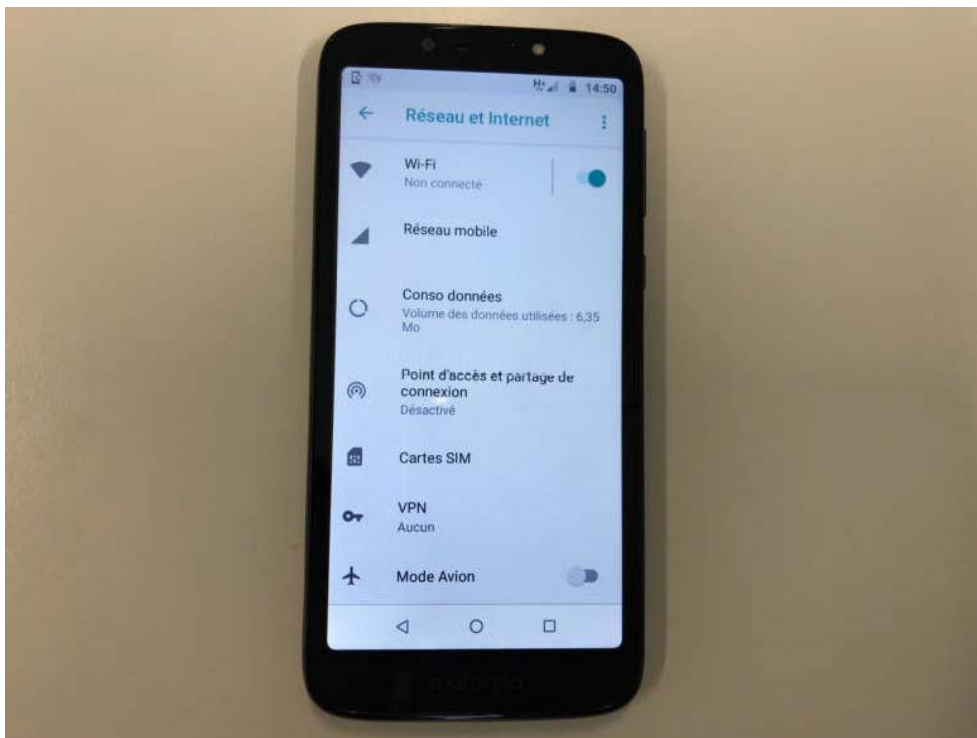 H+ 14:50
Réseau et Internet
Wi-Fi
Non connecté
Réseau mobile
Conso données
Volume des données utilisées : 6,35
Mo
Point d'accès et partage de
connexion
Désactivé
Cartes SIM
VPN
Aucun
Mode Avion
motorola